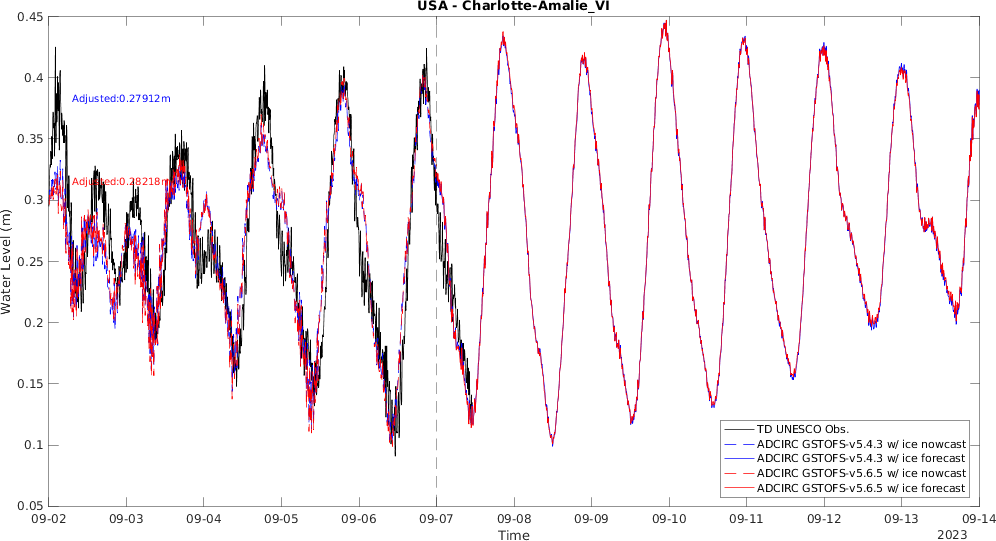 USA - Charlotte-Amalie_VI
0.45
0.4
0.35
0.3
0.25
0.2
0.15
0.1
0.05
Water Level (m)
Adjusted:0.27912m
Adjusted:0.28218m
TD UNESCO Obs.
ADCIRC GSTOFS-v5.4.3 w/ ice nowcast
ADCIRC GSTOFS-v5.4.3 w/ ice forecast
ADCIRC GSTOFS-v5.6.5 w/ ice nowcast
ADCIRC GSTOFS-v5.6.5 w/ ice forecast
09-02 09-03 09-04 09-05 09-06 09-07 09-08 09-09 09-10 09-11 09-12 09-13 09-14
Time
2023